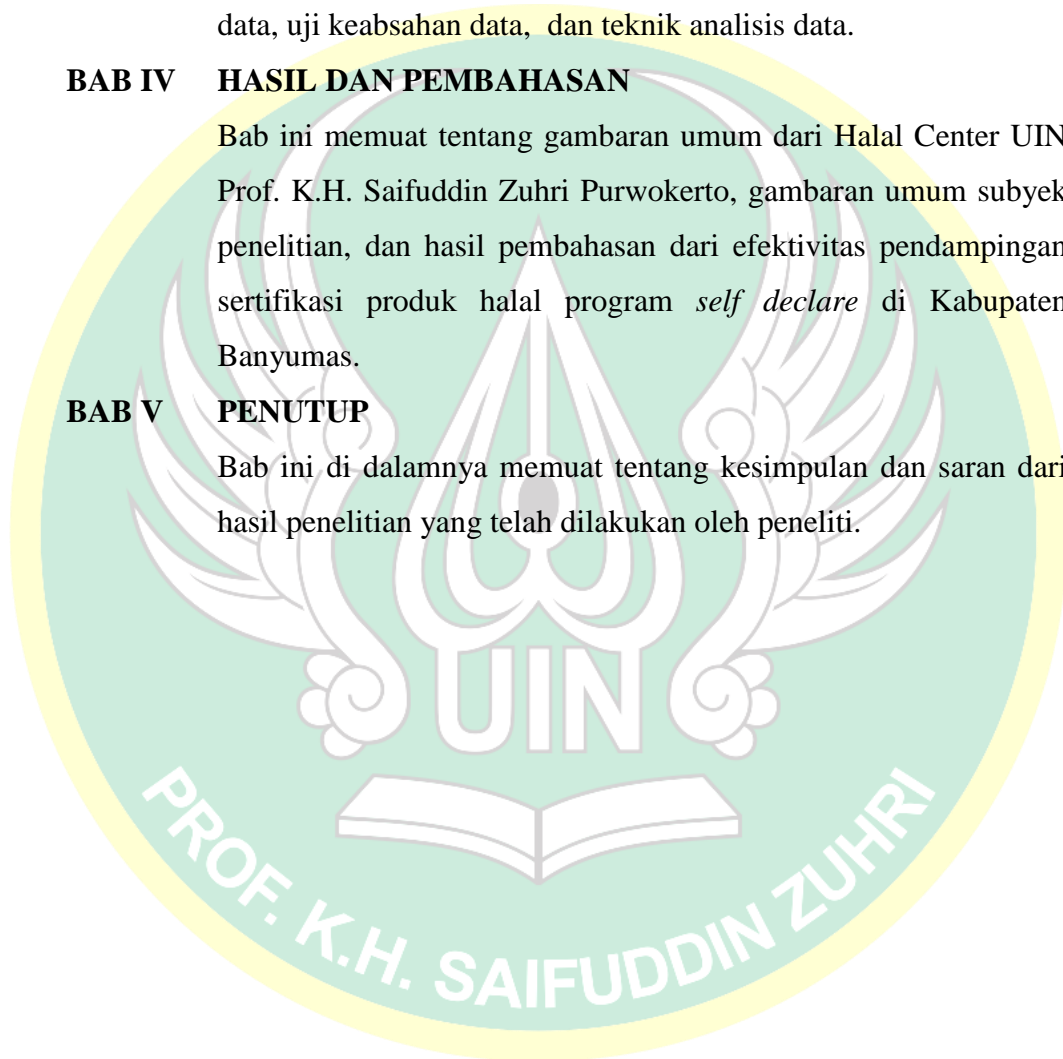 data, uji keabsahan data, dan teknik analisis data.
BAB IV HASIL DAN PEMBAHASAN
Bab ini memuat tentang gambaran umum dari Halal Center UIN
Prof. K.H. Saifuddin Zuhri Purwokerto, gambaran umum subyek
penelitian, dan hasil pembahasan dari efektivitas pendampingan
sertifikasi produk halal program self declare di Kabupaten
Banyumas.
BAB V PENUTUP
Bab ini di dalamnya memuat tentang kesimpulan dan saran dari
hasil penelitian yang telah dilakukan oleh peneliti.
UIN
PROF. K.H. SAIFUDDIN ZUHRI